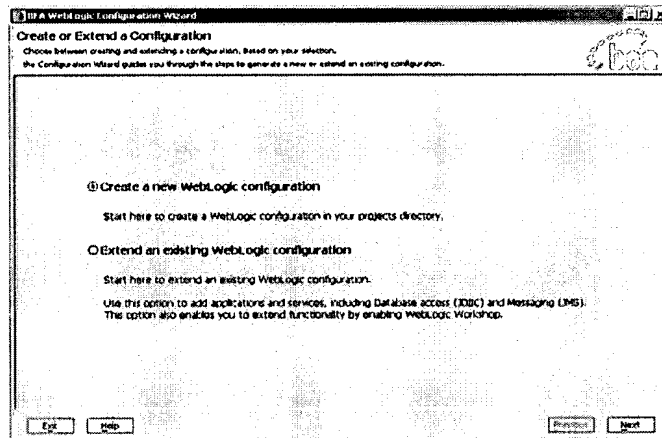 BEA WebLogic Configuration Wizard
Create or Extend a Configuration
Choose between creating and extending a configuration. Based on your selection,
the Configuration Wizard guides you through the steps to generate a new or extend an existing configuration.
bea
Create a new WebLogic configuration
Start here to create a WebLogic configuration in your projects directory.
Extend an existing WebLogic configuration
Start here to extend an existing WebLogic configuration.
Use this option to add applications and services, including Database access (JDBC) and Messaging (JMS).
This option also enables you to extend functionality by enabling WebLogic Workshop.
Exit Help Previous Next